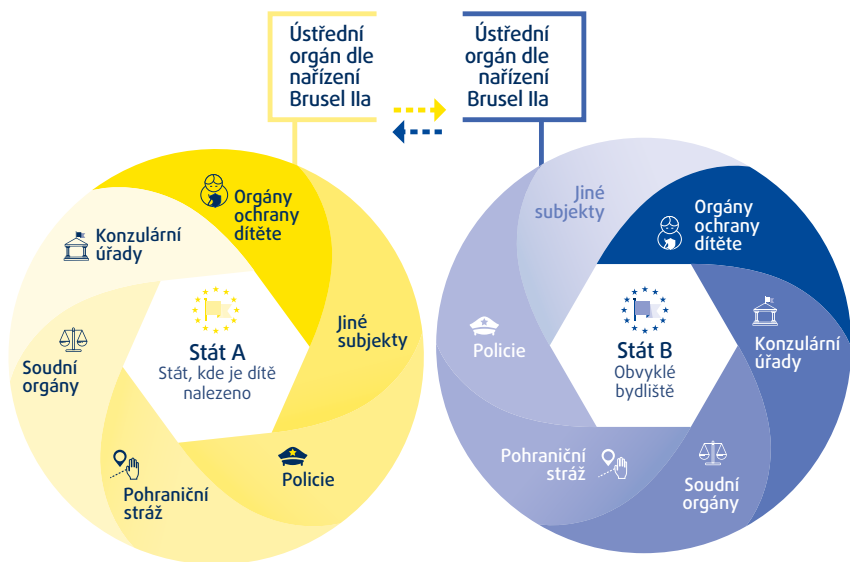 Ústřední
orgán dle
nařízení
Brusel IIa
Ústřední
orgán dle
nařízení
Brusel IIa
Orgány
ochrany
dítěte
Konzulární
úřady
Jiné
subjekty
Soudní
orgány
Stát A
Stát, kde je dítě
nalezeno
Policie
Pohraniční
stráž
Jiné
subjekty
Orgány
ochrany
dítěte
Policie
Konzulární
úřady
Stát B
Obvyklé
bydliště
Pohraniční
stráž
Soudní
orgány